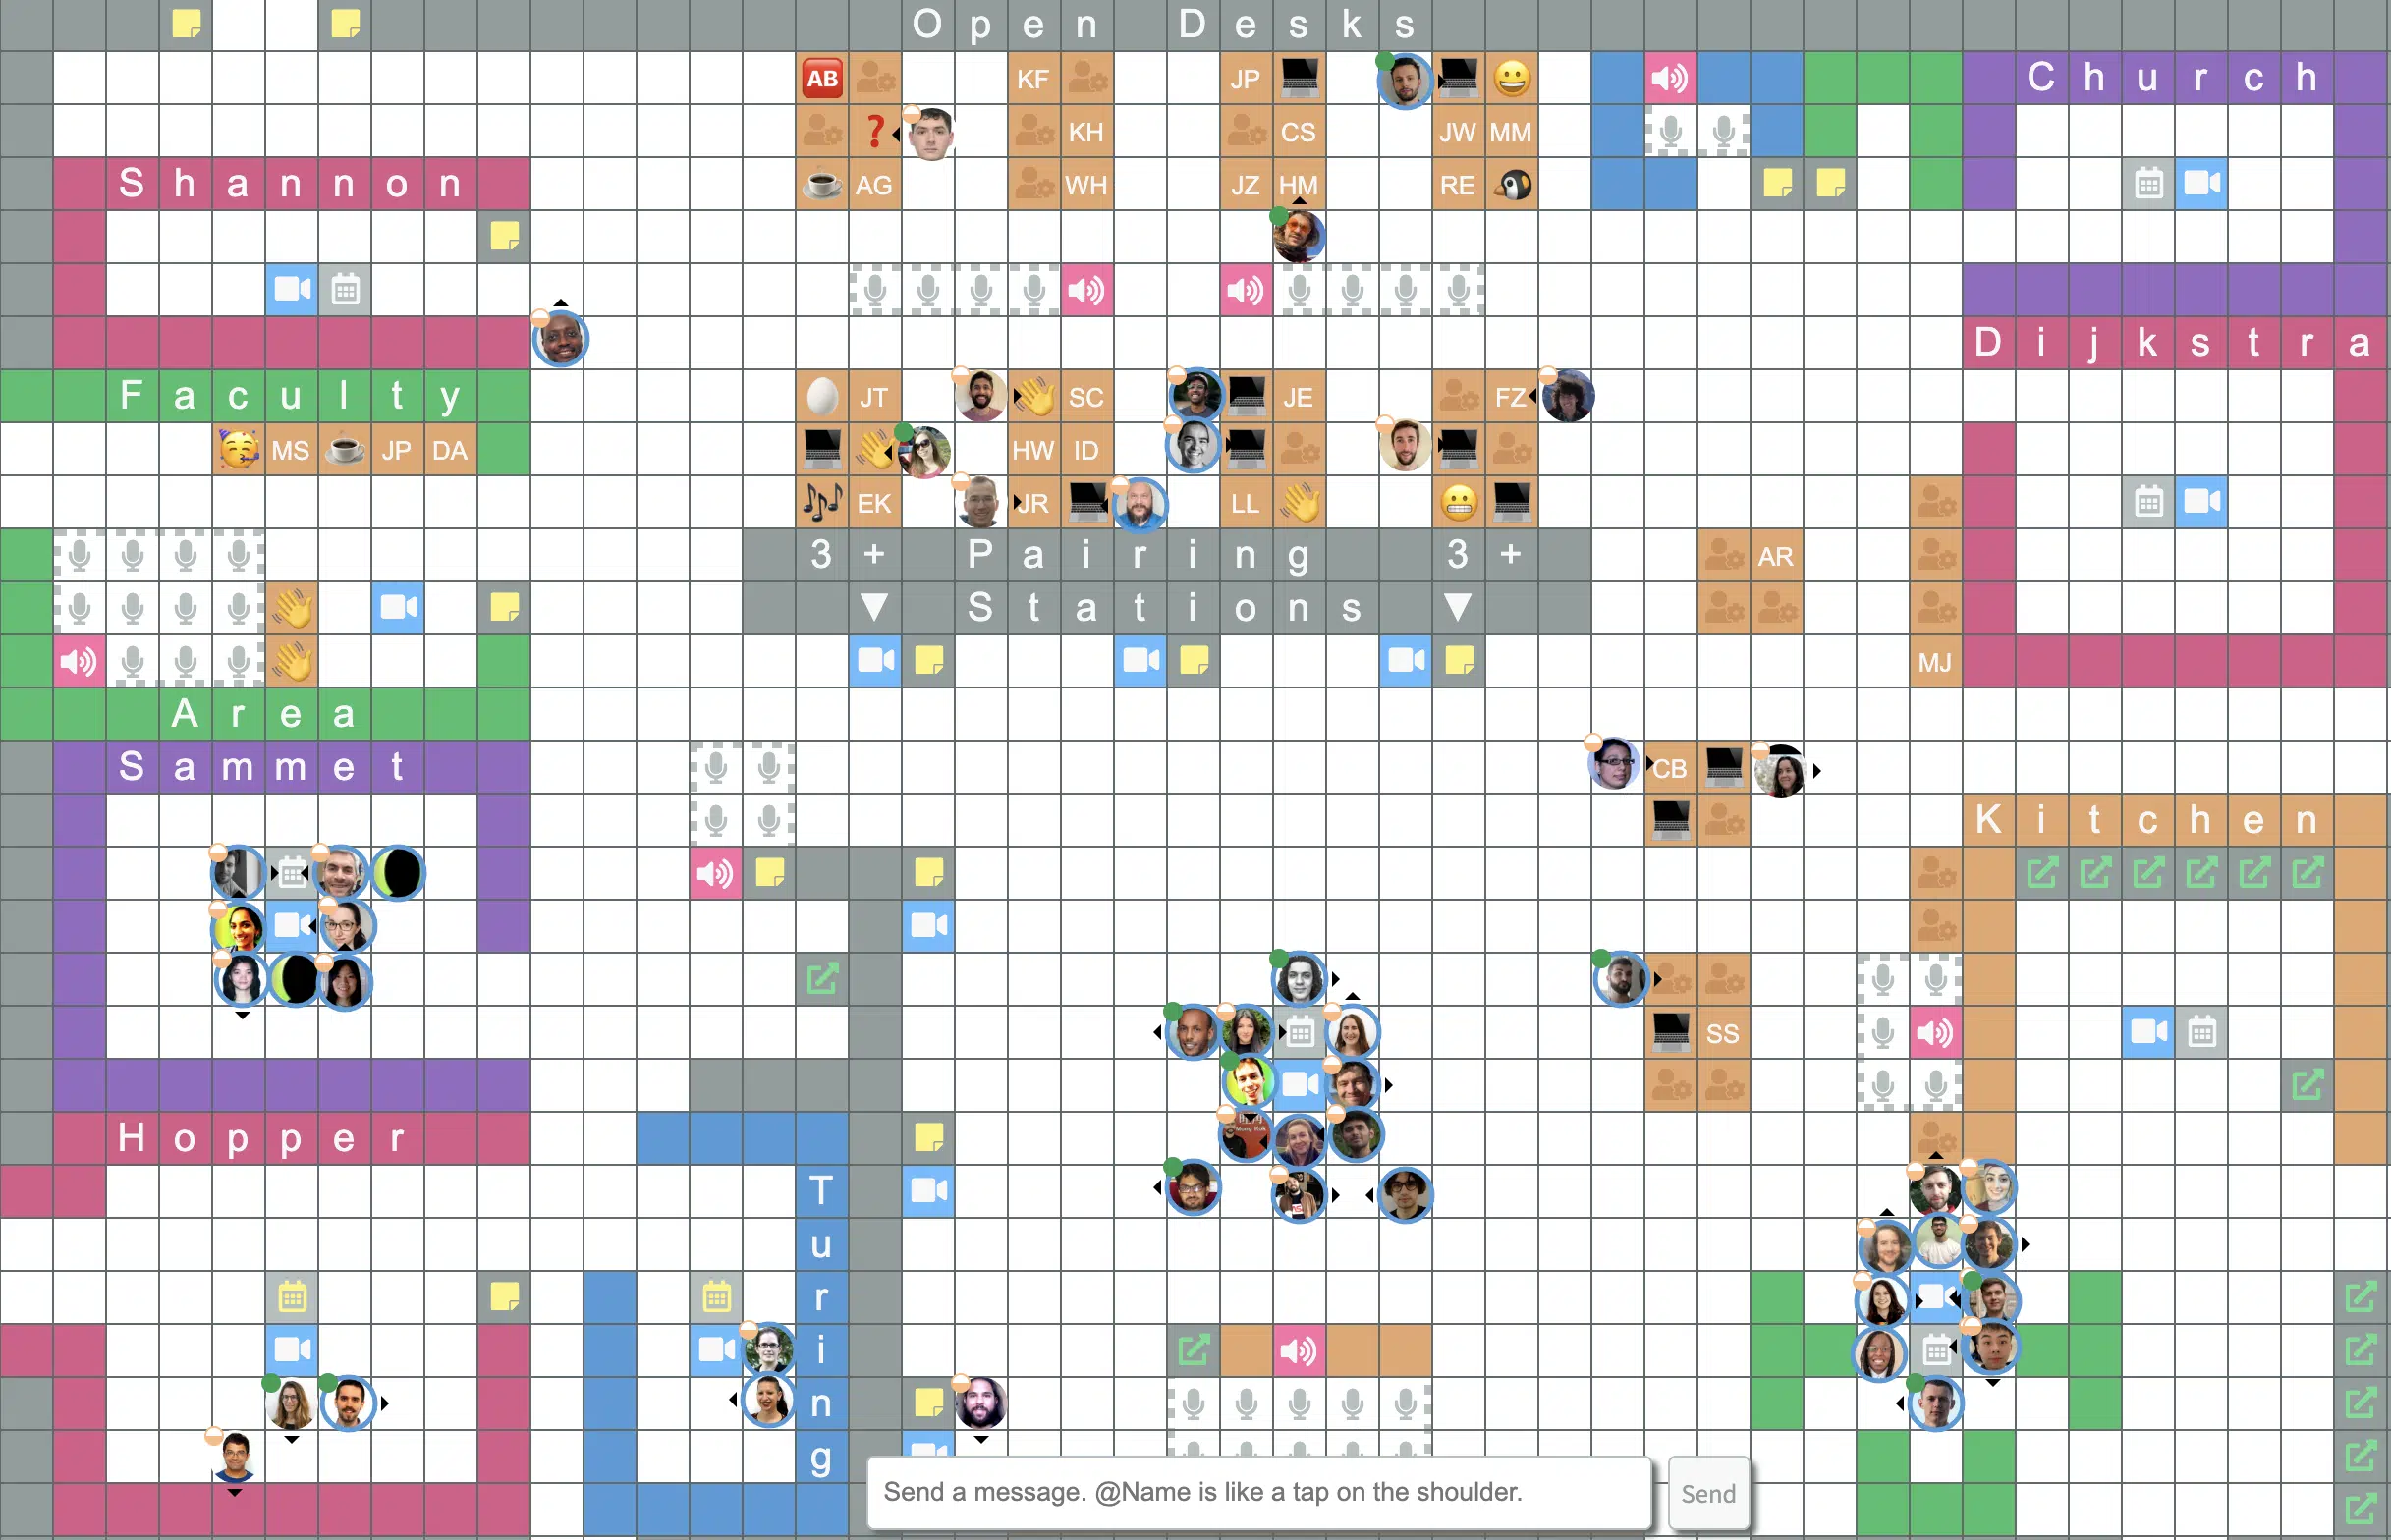 Open Desks
AB KF JP Church
? KH CS JW MM
Shannon AG WH JZ HM RE
Dijkstra
Faculty JT SC JE FZ
MS JP DA HW ID
EK JR LL
3+ Pairing 3+ AR
▼ Stations ▼
MJ
Area
Sammet CB
Kitchen
SS
Hopper
Turing
Send a message. @Name is like a tap on the shoulder. Send